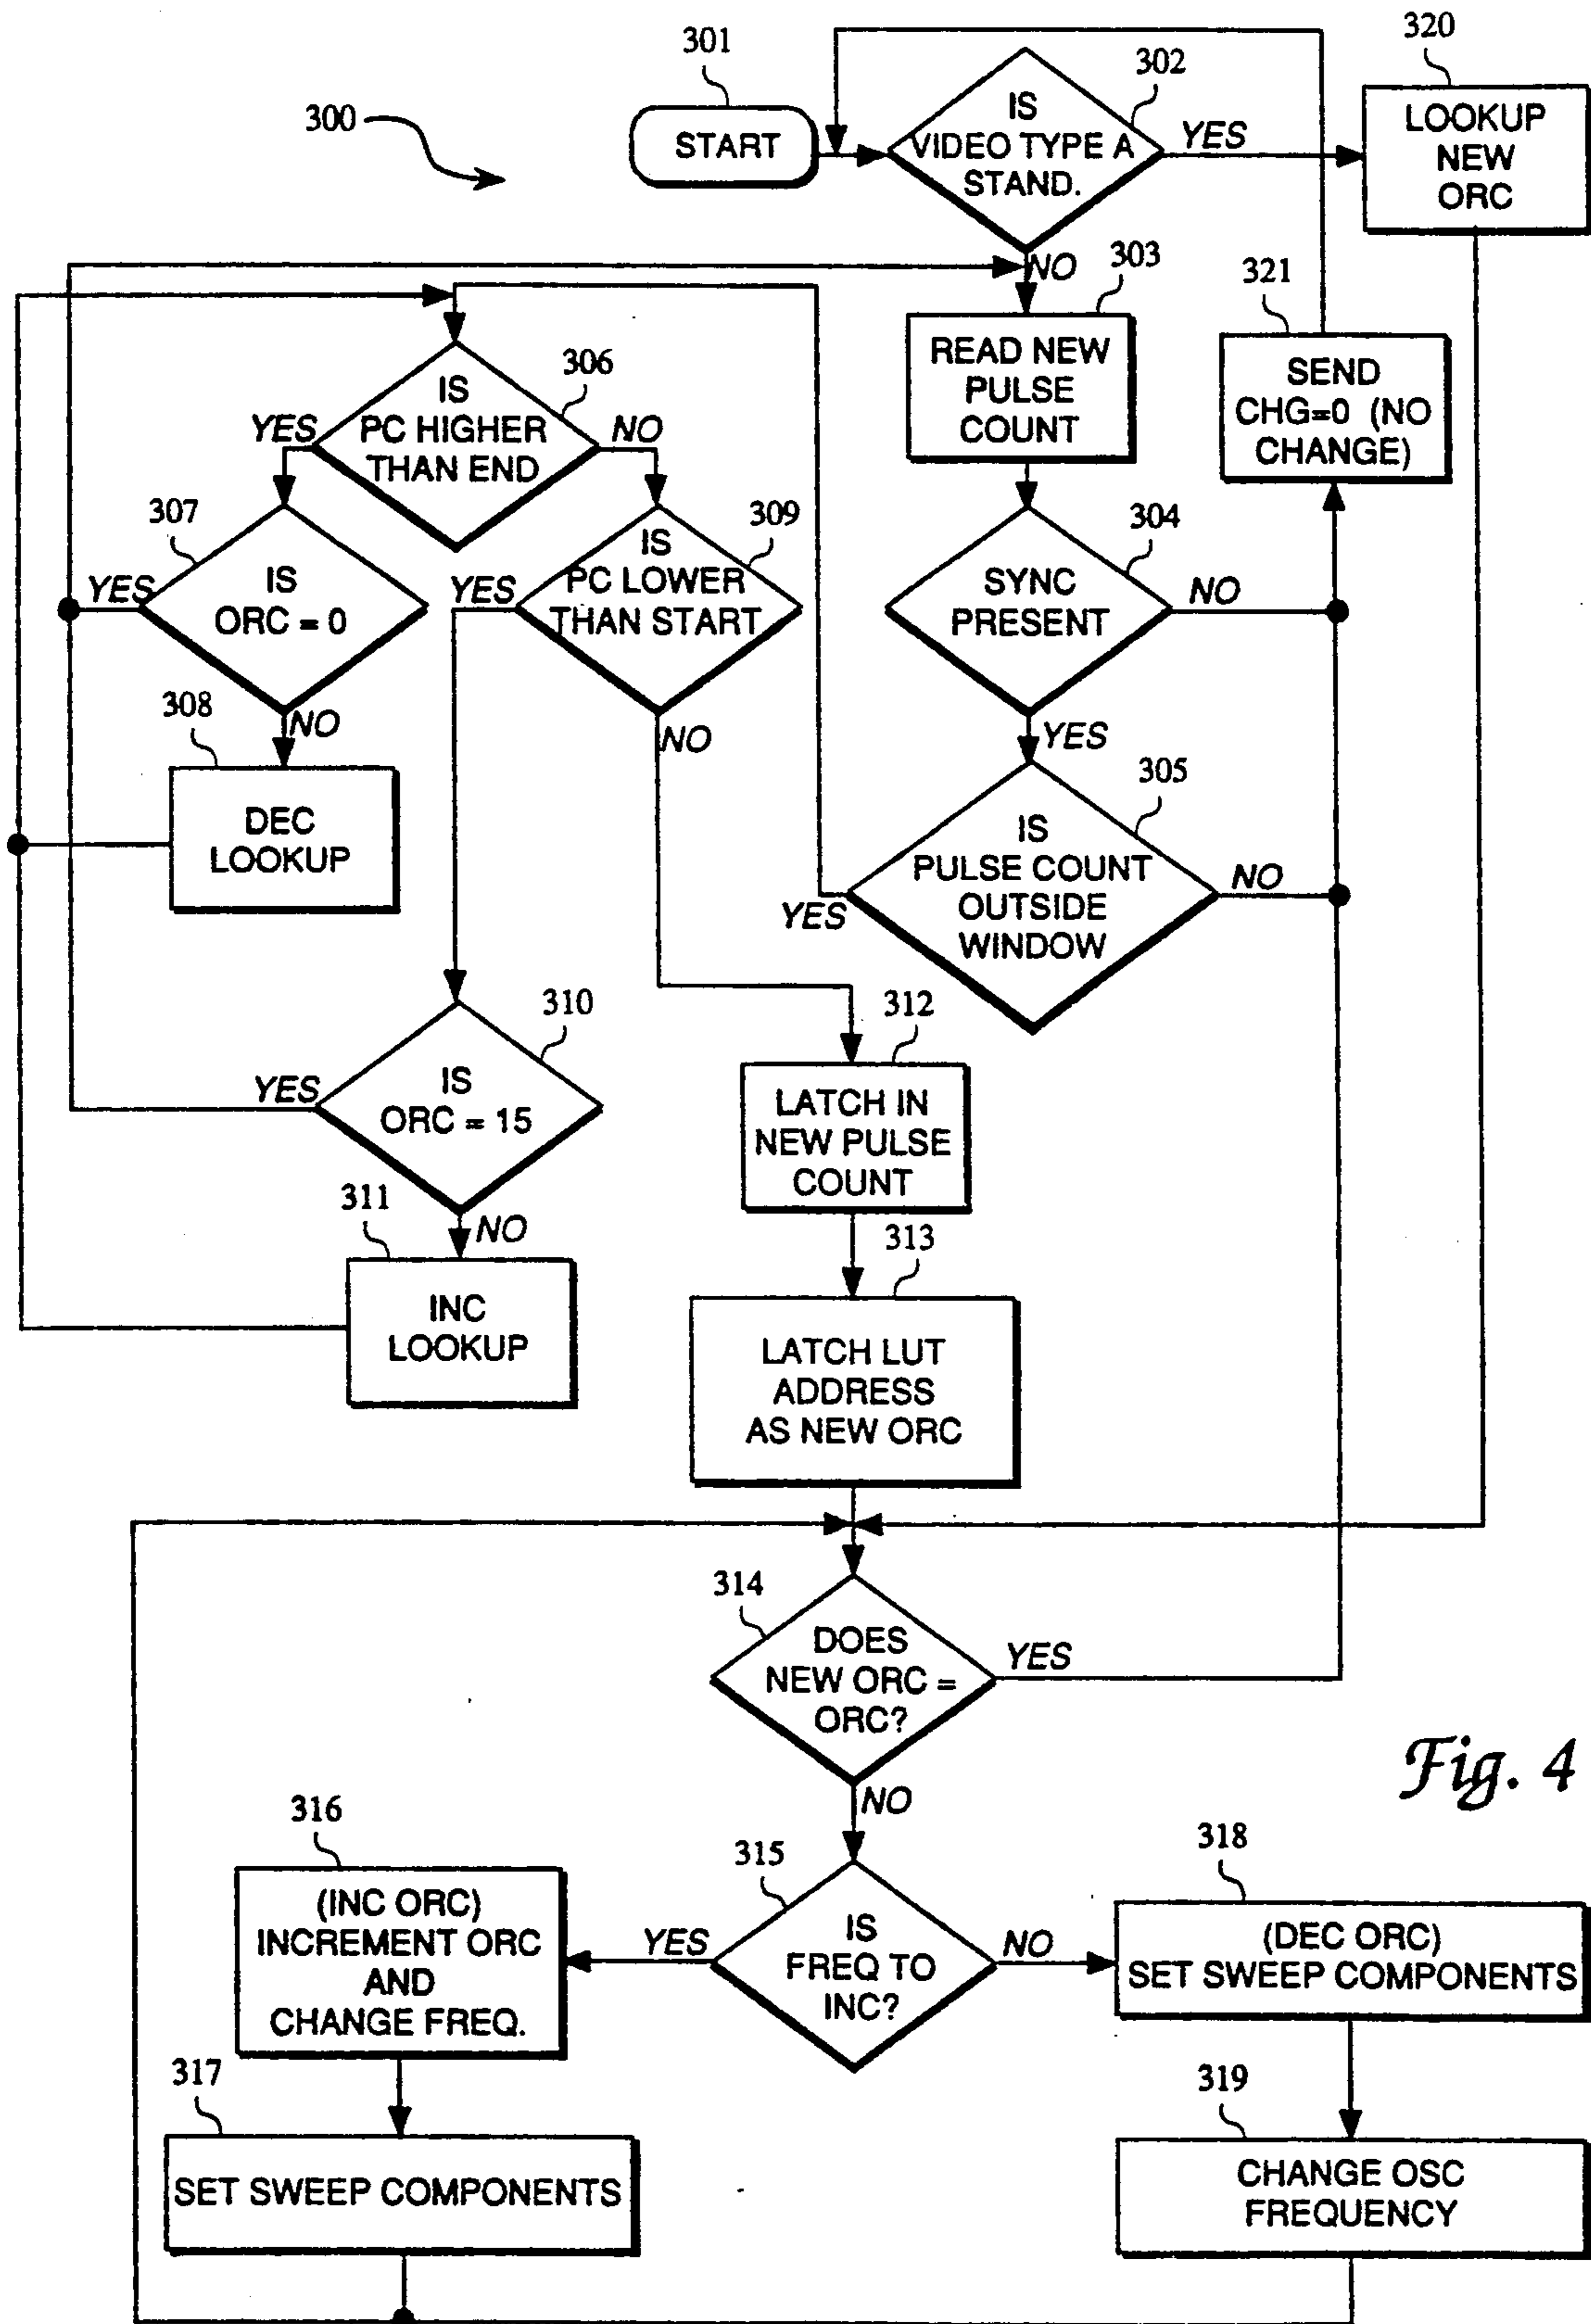 300
301
START
302
IS
VIDEO TYPE A
STAND.
YES
320
LOOKUP
NEW
ORC
NO
303
READ NEW
PULSE
COUNT
321
SEND
CHG=0 (NO
CHANGE)
306
IS
PC HIGHER
THAN END
YES
NO
307
IS
ORC = 0
YES
NO
309
IS
PC LOWER
THAN START
YES
NO
304
SYNC
PRESENT
NO
YES
308
DEC
LOOKUP
305
IS
PULSE COUNT
OUTSIDE
WINDOW
YES
NO
310
IS
ORC = 15
YES
NO
311
INC
LOOKUP
312
LATCH IN
NEW PULSE
COUNT
313
LATCH LUT
ADDRESS
AS NEW ORC
314
DOES
NEW ORC =
ORC?
YES
NO
315
IS
FREQ TO
INC?
YES
NO
316
(INC ORC)
INCREMENT ORC
AND
CHANGE FREQ.
317
SET SWEEP COMPONENTS
318
(DEC ORC)
SET SWEEP COMPONENTS
319
CHANGE OSC
FREQUENCY
Fig. 4